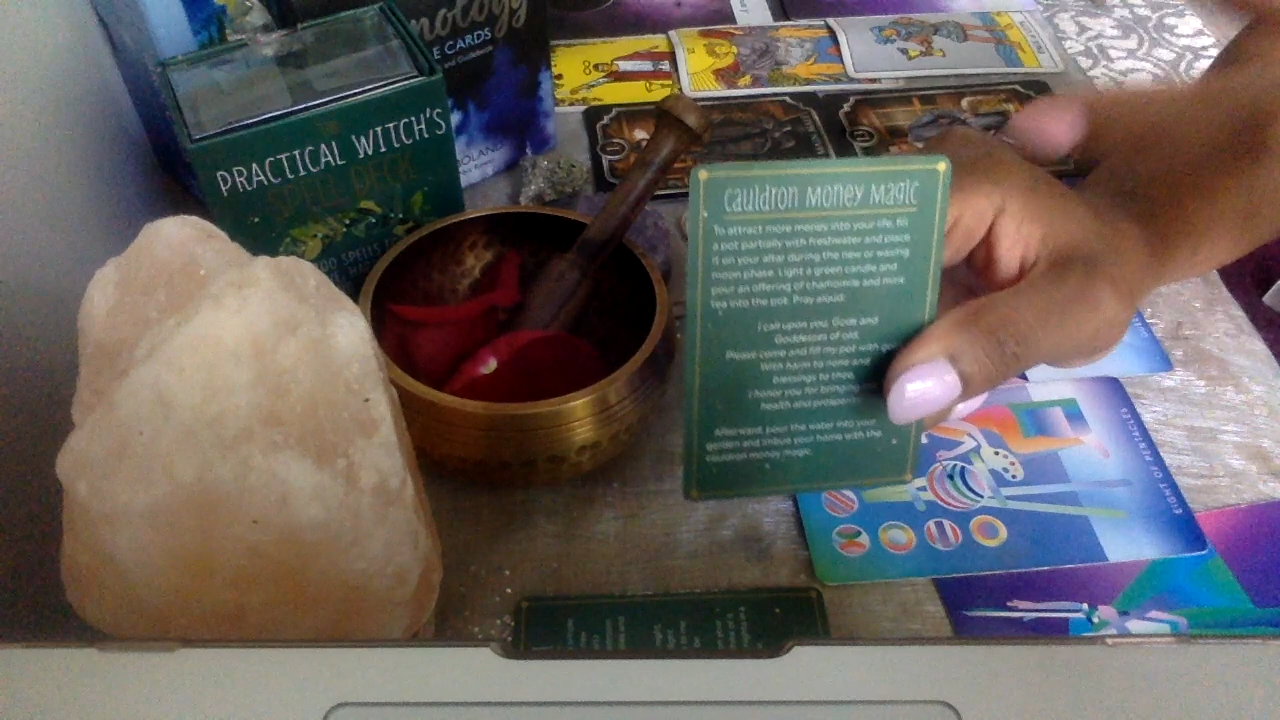 nology
E CARDS
and Guidebook
OLAND
PRACTICAL WITCH'S
SPELL DECK
00 SPELLS
Cauldron Money Magic
To attract more money into your life, fill
a pot partially with freshwater and place
it on your altar during the new or waxing
moon phase. Light a green candle and
pour an offering of chamomile and mint
tea into the pot. Pray aloud:
I call upon you, Gods and
Goddesses of old,
Please come and fill my pot with
With harm to none and
blessings to thee,
I honor you for bringing
health and
Afterward, pour the water into your
garden and imbue your home with the
cauldron money magic.
EIGHT OF PENTACLES